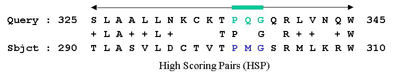 Query : 325 S L A A L L N K C K T P Q G Q R L V N Q W 345
+ L A + + L + T P G R + + +
Sbjct : 290 T L A S V L D C T V T P M G S R M L K R W 310
High Scoring Pairs (HSP)